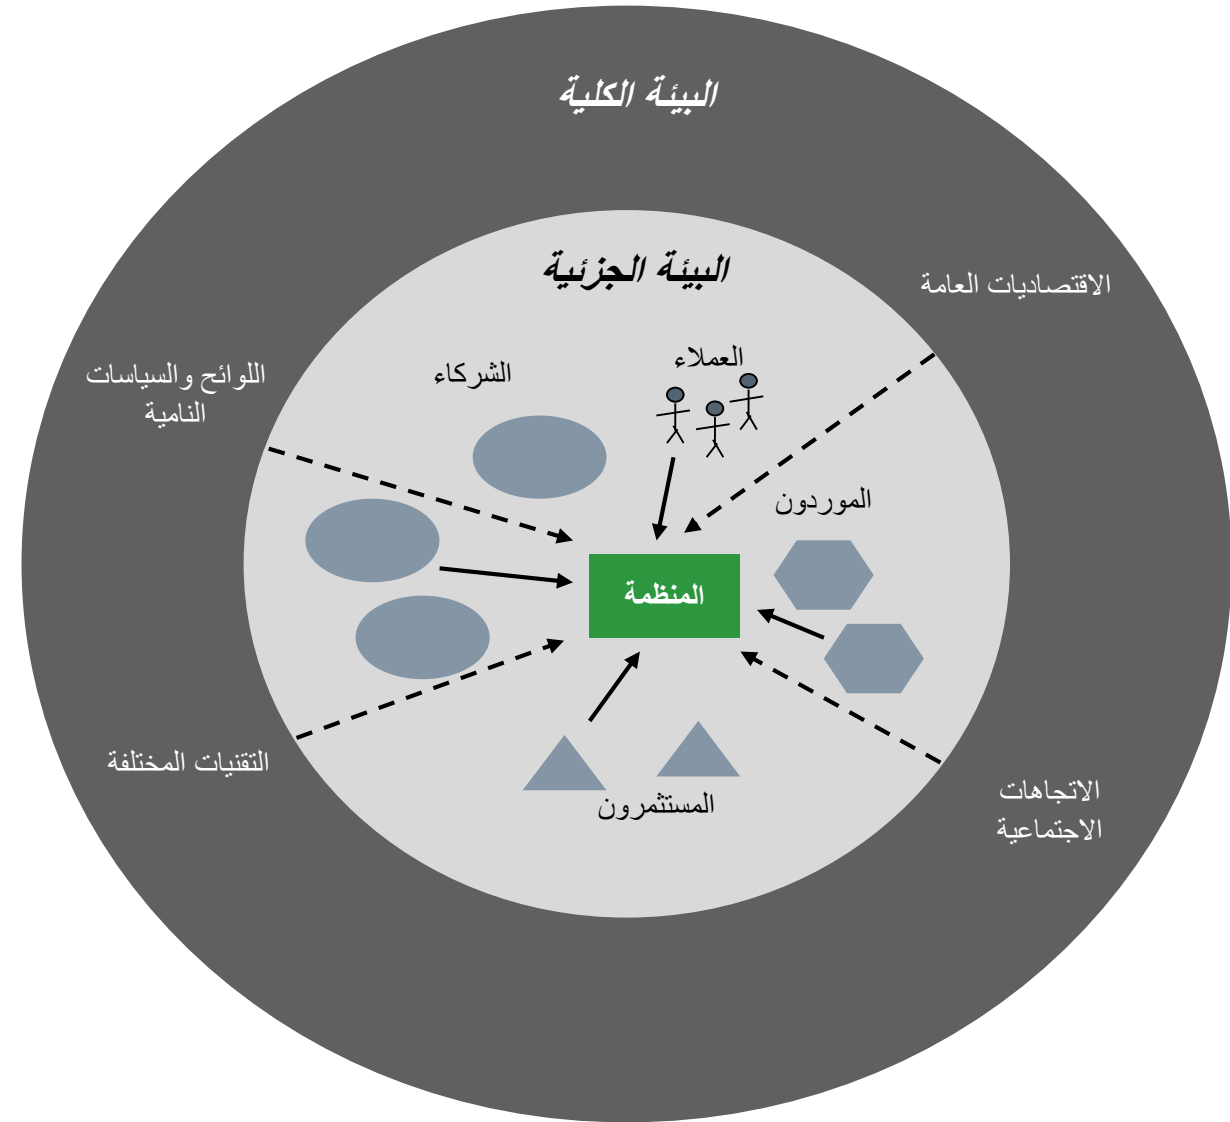 البيئة الكلية
البيئة الجزئية
الاقتصاديات العامة
العملاء
الشركاء
اللوائح والسياسات
النامية
الموردون
المنظمة
التقنيات المختلفة
المستثمرون
الاتجاهات
الاجتماعية